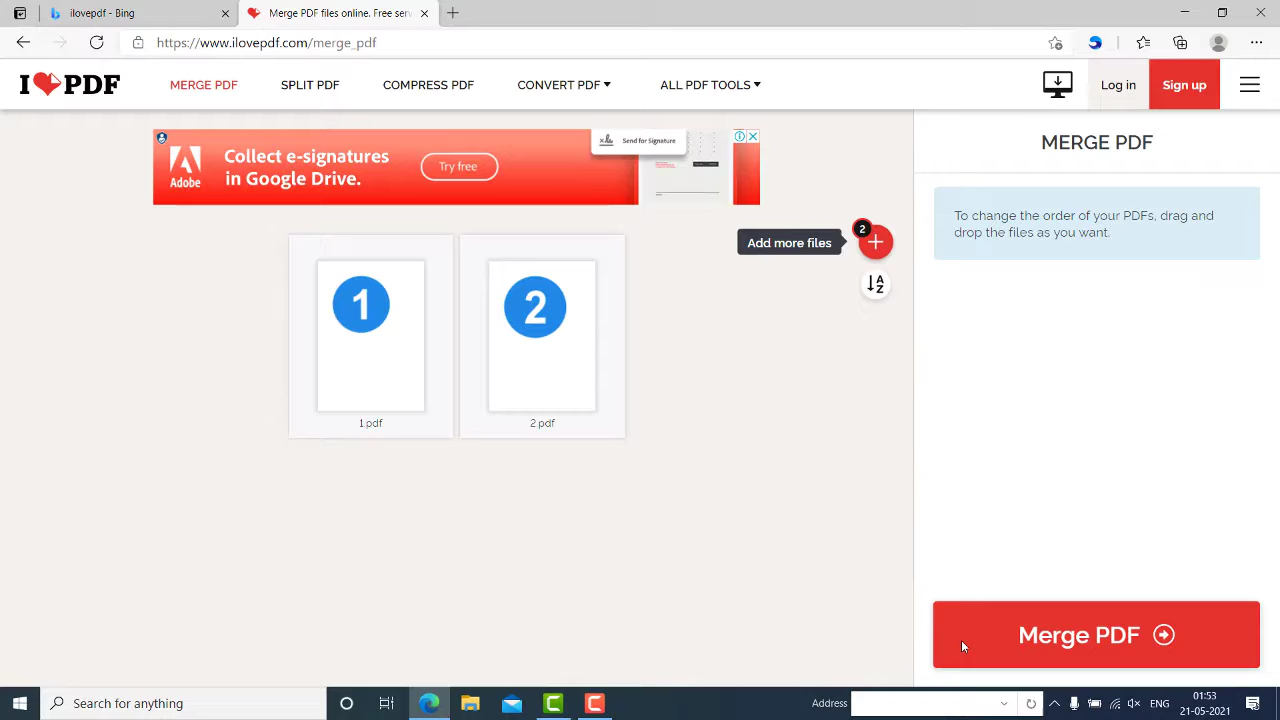 ilovepdf - Bing
Merge PDF files online. Free serv
https://www.ilovepdf.com/merge_pdf
I PDF
MERGE PDF
SPLIT PDF
COMPRESS PDF
CONVERT PDF
ALL PDF TOOLS
Log in
Sign up
Adobe
Collect e-signatures
in Google Drive.
Try free
Send for Signature
MERGE PDF
To change the order of your PDFs, drag and
drop the files as you want.
Add more files
2
A
Z
1
2
1.pdf
2.pdf
Merge PDF
Search for anything
Address
ENG
01:53
21-05-2021